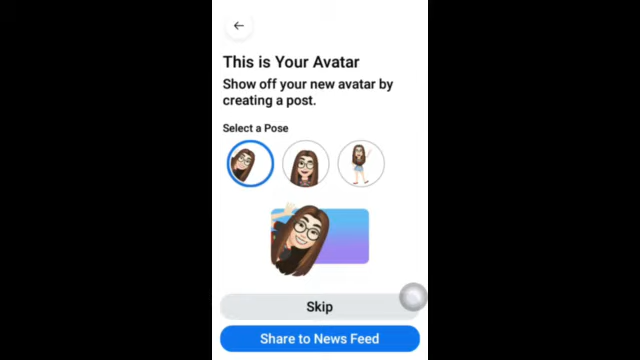 This is Your Avatar
Show off your new avatar by
creating a post.
Select a Pose
Skip
Share to News Feed